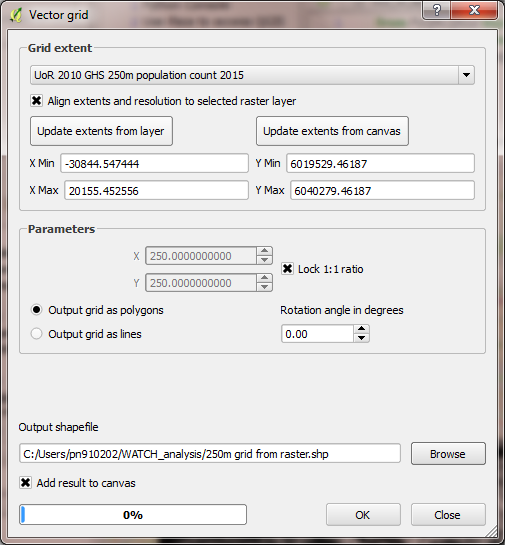 Vector grid
Grid extent
UoR 2010 GHS 250m population count 2015
Align extents and resolution to selected raster layer
Update extents from layer
Update extents from canvas
X Min -30844.547444 Y Min 6019529.46187
X Max 20155.452556 Y Max 6040279.46187
Parameters
X 250.0000000000
Lock 1:1 ratio
Y 250.0000000000
Output grid as polygons
Rotation angle in degrees
Output grid as lines
0.00
Output shapefile
C:/Users/pn910202/WATCH_analysis/250m grid from raster.shp
Browse
Add result to canvas
0%
OK
Close